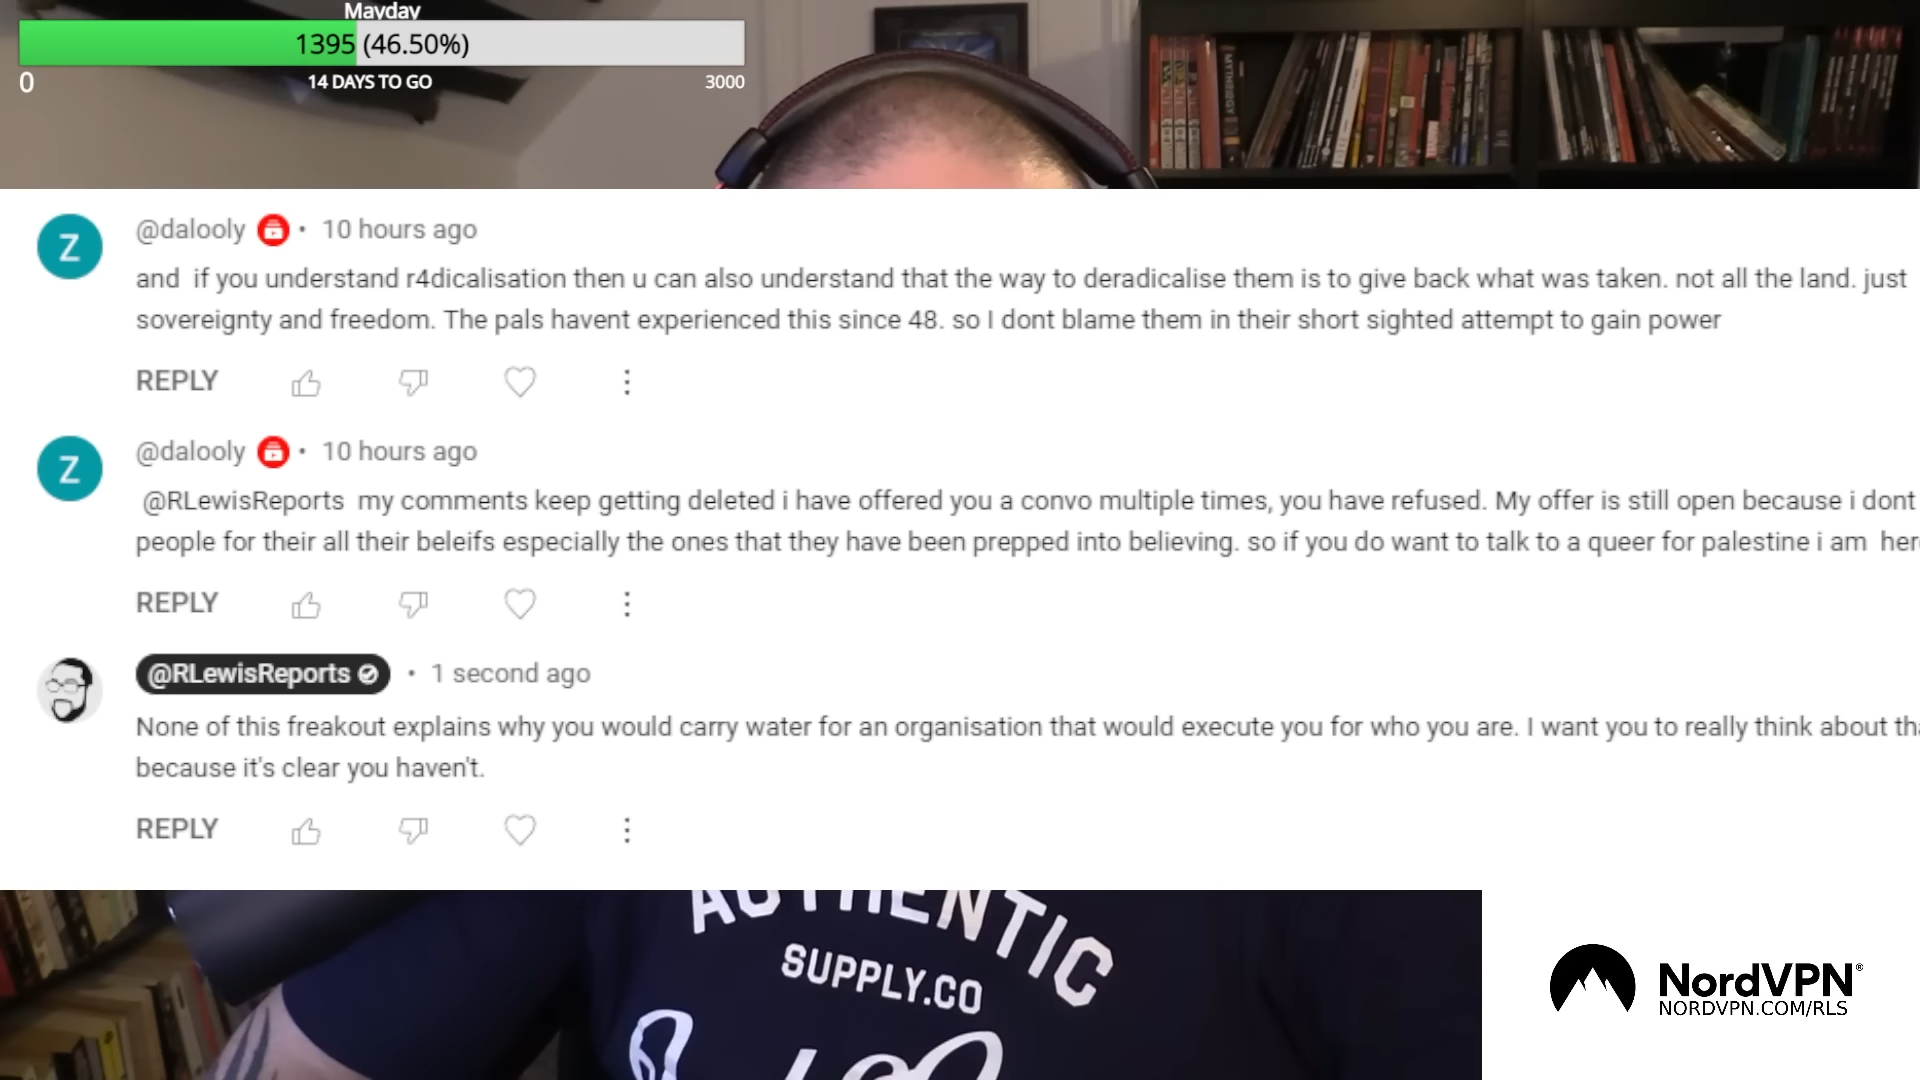 Mayday
1395 (46.50%)
0 14 DAYS TO GO 3000
MYTHOLOGY
Z
@dalooly • 10 hours ago
and if you understand r4dicalisation then u can also understand that the way to deradicalise them is to give back what was taken. not all the land. just
sovereignty and freedom. The pals havent experienced this since 48. so I dont blame them in their short sighted attempt to gain power
REPLY
Z
@dalooly • 10 hours ago
@RLewisReports my comments keep getting deleted i have offered you a convo multiple times, you have refused. My offer is still open because i dont
people for their all their beleifs especially the ones that they have been prepped into believing. so if you do want to talk to a queer for palestine i am
REPLY
@RLewisReports • 1 second ago
None of this freakout explains why you would carry water for an organisation that would execute you for who you are. I want you to really think about
because it's clear you haven't.
REPLY
AUTHENTIC
SUPPLY.CO
NordVPN®
NORDVPN.COM/RLS